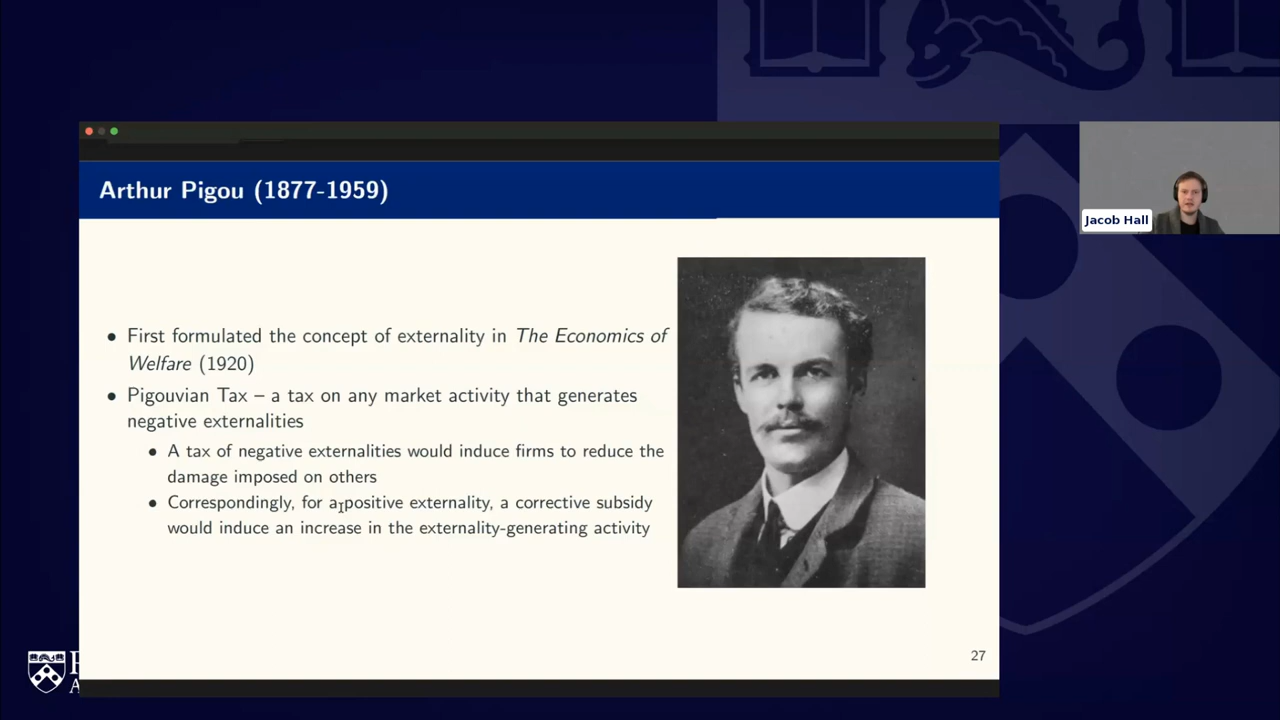 Arthur Pigou (1877-1959)
• First formulated the concept of externality in The Economics of
Welfare (1920)
• Pigouvian Tax – a tax on any market activity that generates
negative externalities
• A tax of negative externalities would induce firms to reduce the
damage imposed on others
• Correspondingly, for a positive externality, a corrective subsidy
would induce an increase in the externality-generating activity
27
Jacob Hall